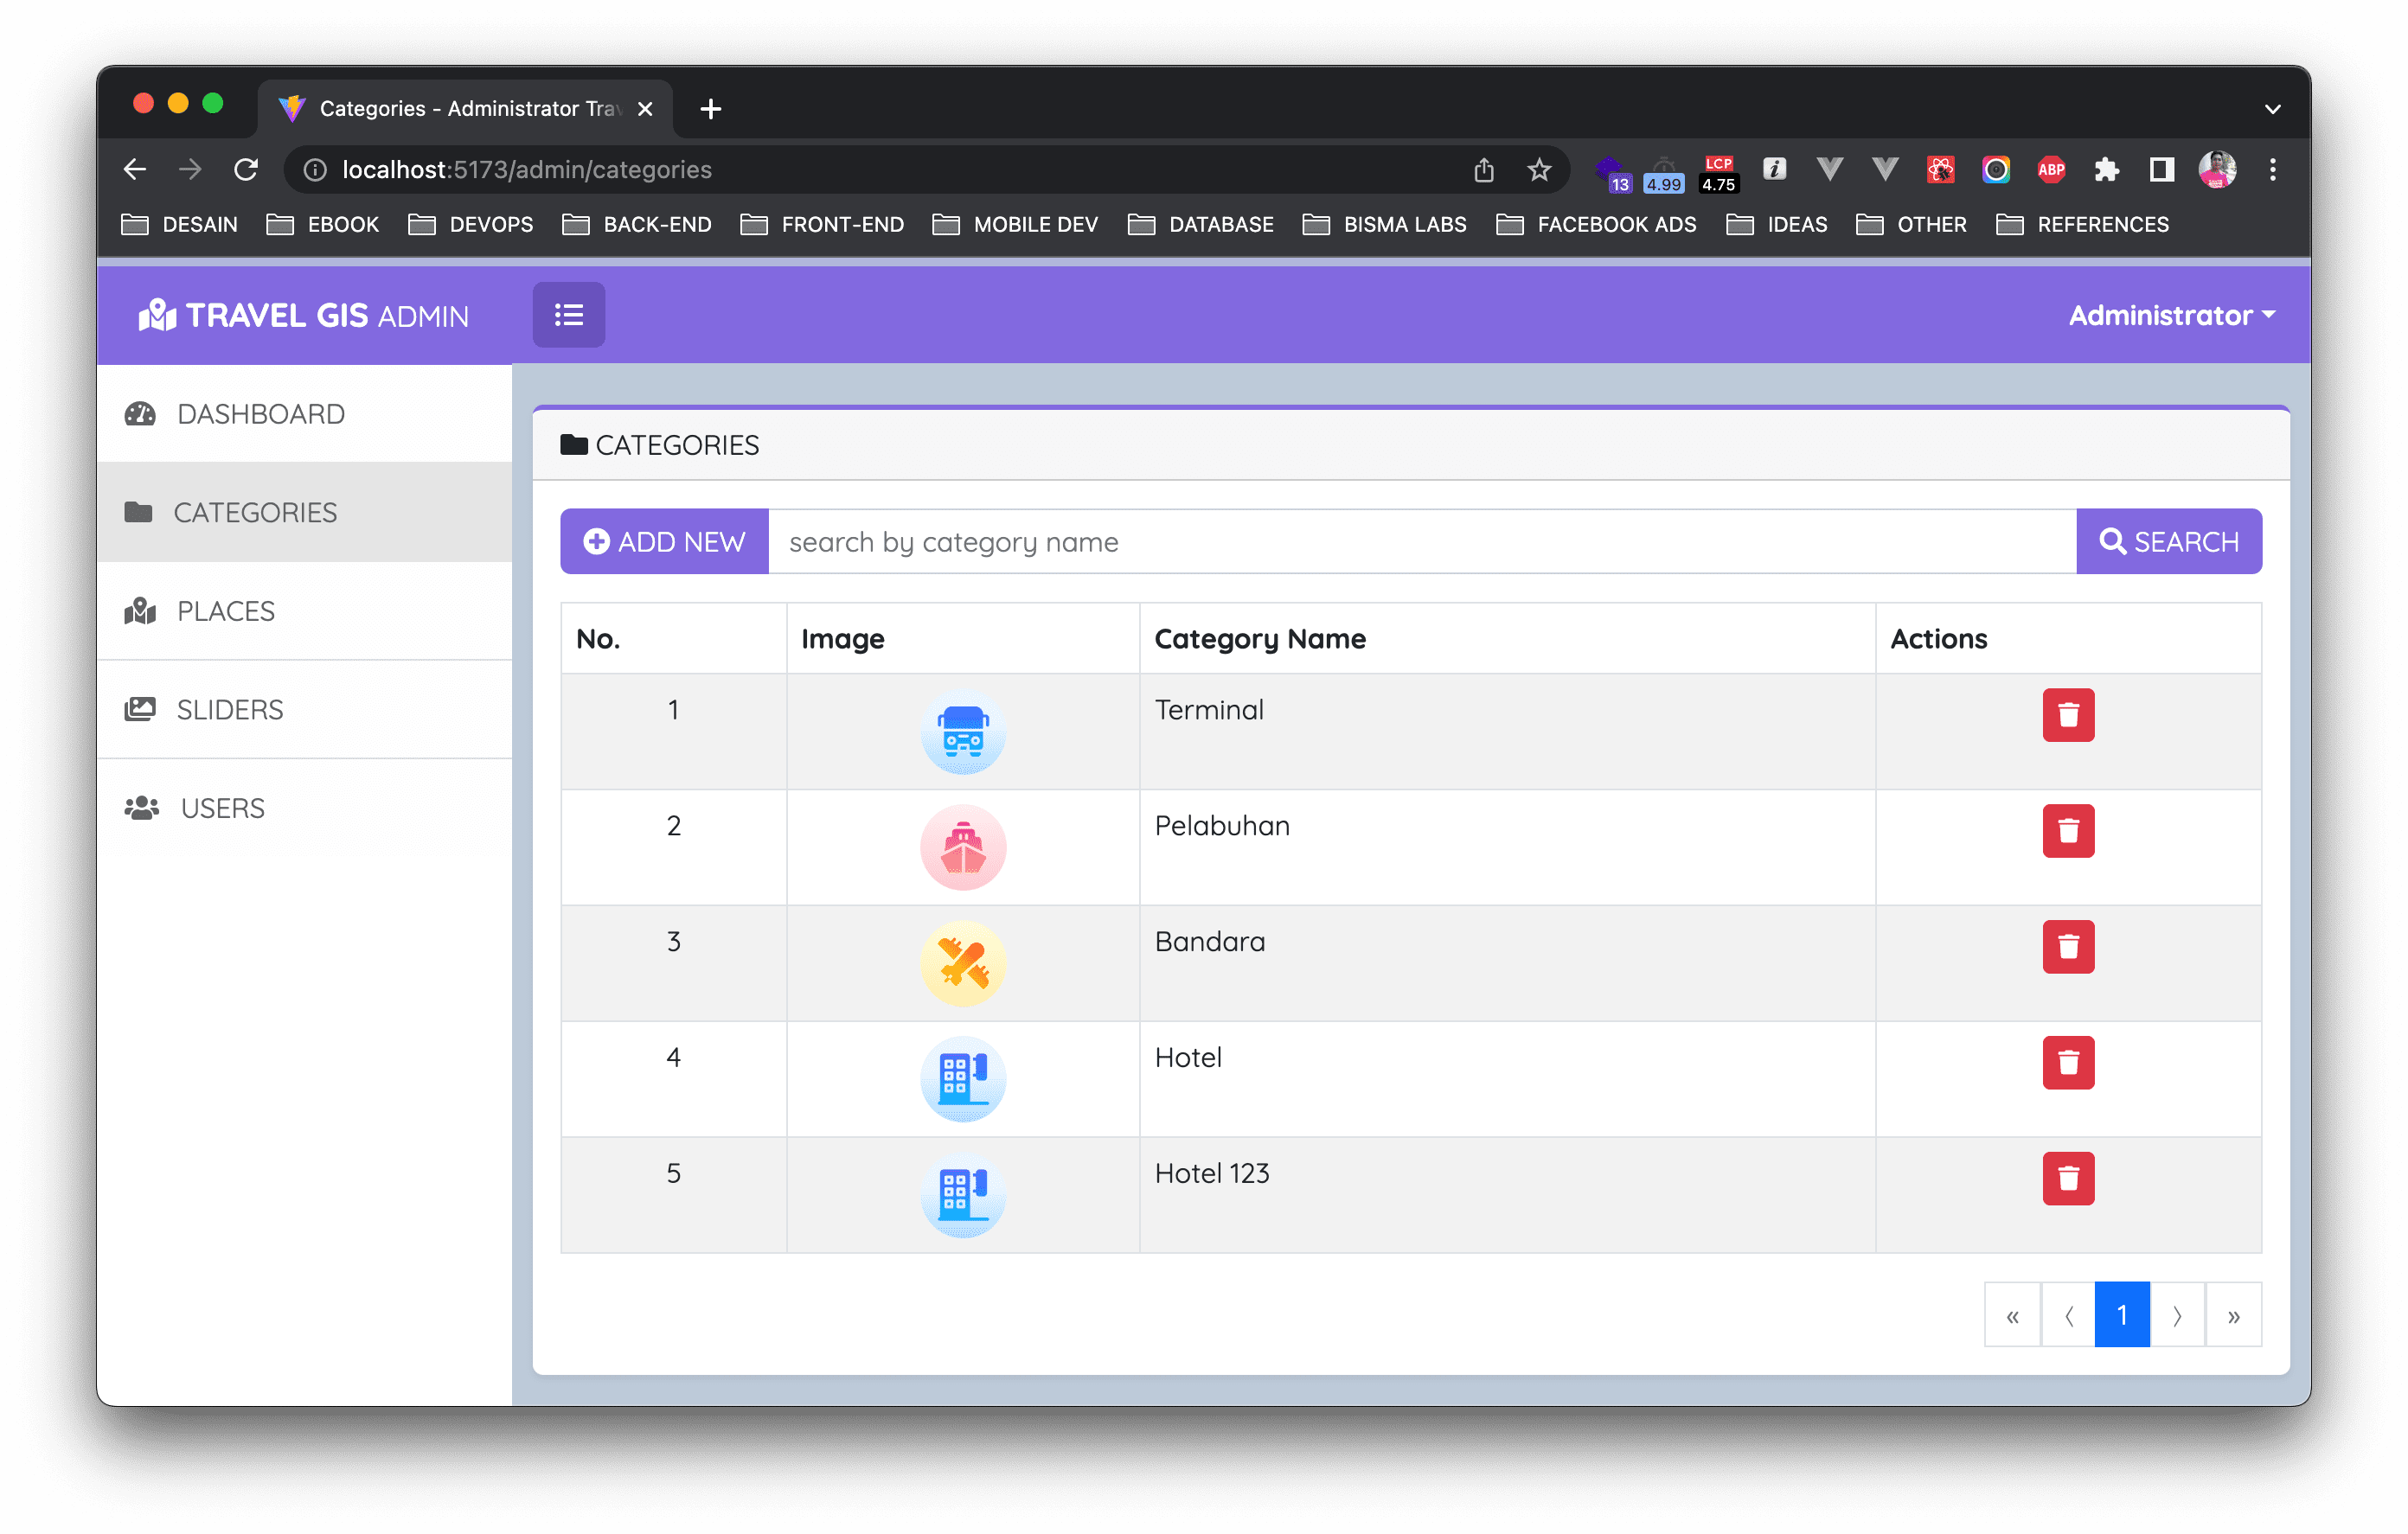 Categories - Administrator Trav
localhost:5173/admin/categories
13 4.99 LCP 4.75 i ABP
DESAIN EBOOK DEVOPS BACK-END FRONT-END MOBILE DEV DATABASE BISMA LABS FACEBOOK ADS IDEAS OTHER REFERENCES
TRAVEL GIS ADMIN
Administrator
DASHBOARD
CATEGORIES
PLACES
SLIDERS
USERS
CATEGORIES
ADD NEW search by category name SEARCH
No. Image Category Name Actions
1 Terminal
2 Pelabuhan
3 Bandara
4 Hotel
5 Hotel 123
« ‹ 1 › »